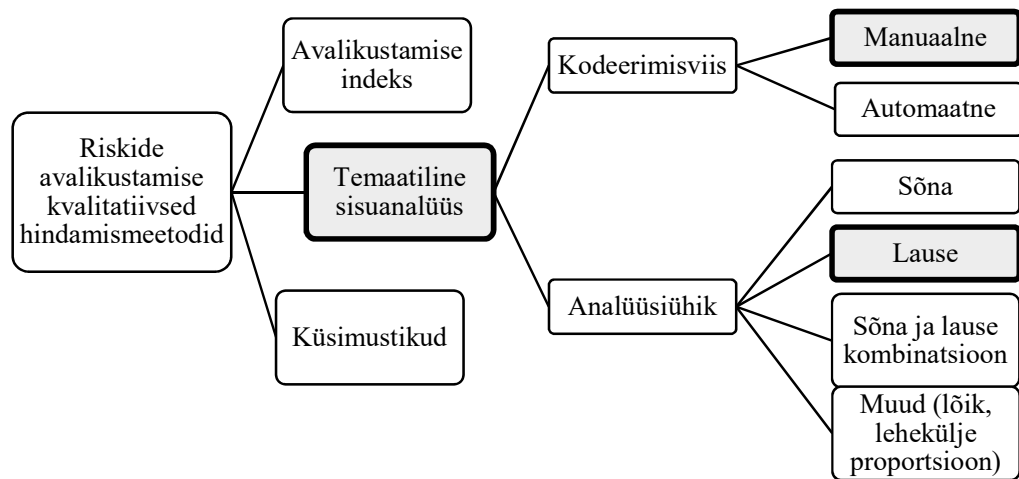 Riskide
avalikustamise
kvalitatiivsed
hindamismeetodid
Avalikustamise
indeks
Temaatiline
sisuanalüüs
Küsimustikud
Kodeerimisviis
Manuaalne
Automaatne
Analüüsiühik
Sõna
Lause
Sõna ja lause
kombinatsioon
Muud (lõik,
lehekülje
proportsioon)